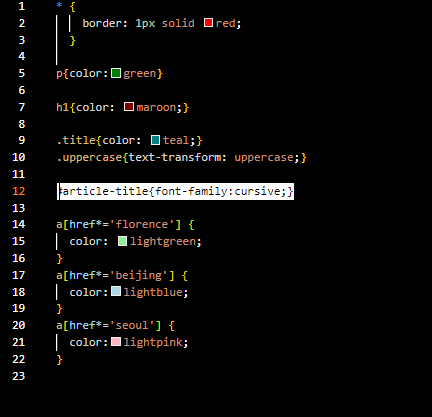 1 * {
2 border: 1px solid red;
3 }
4
5 p{color:green}
6
7 h1{color: maroon;}
8
9 .title{color: teal;}
10 .uppercase{text-transform: uppercase;}
11
12 #article-title{font-family:cursive;}
13
14 a[href*='florence'] {
15 color: lightgreen;
16 }
17 a[href*='beijing'] {
18 color:lightblue;
19 }
20 a[href*='seoul'] {
21 color:lightpink;
22 }
23